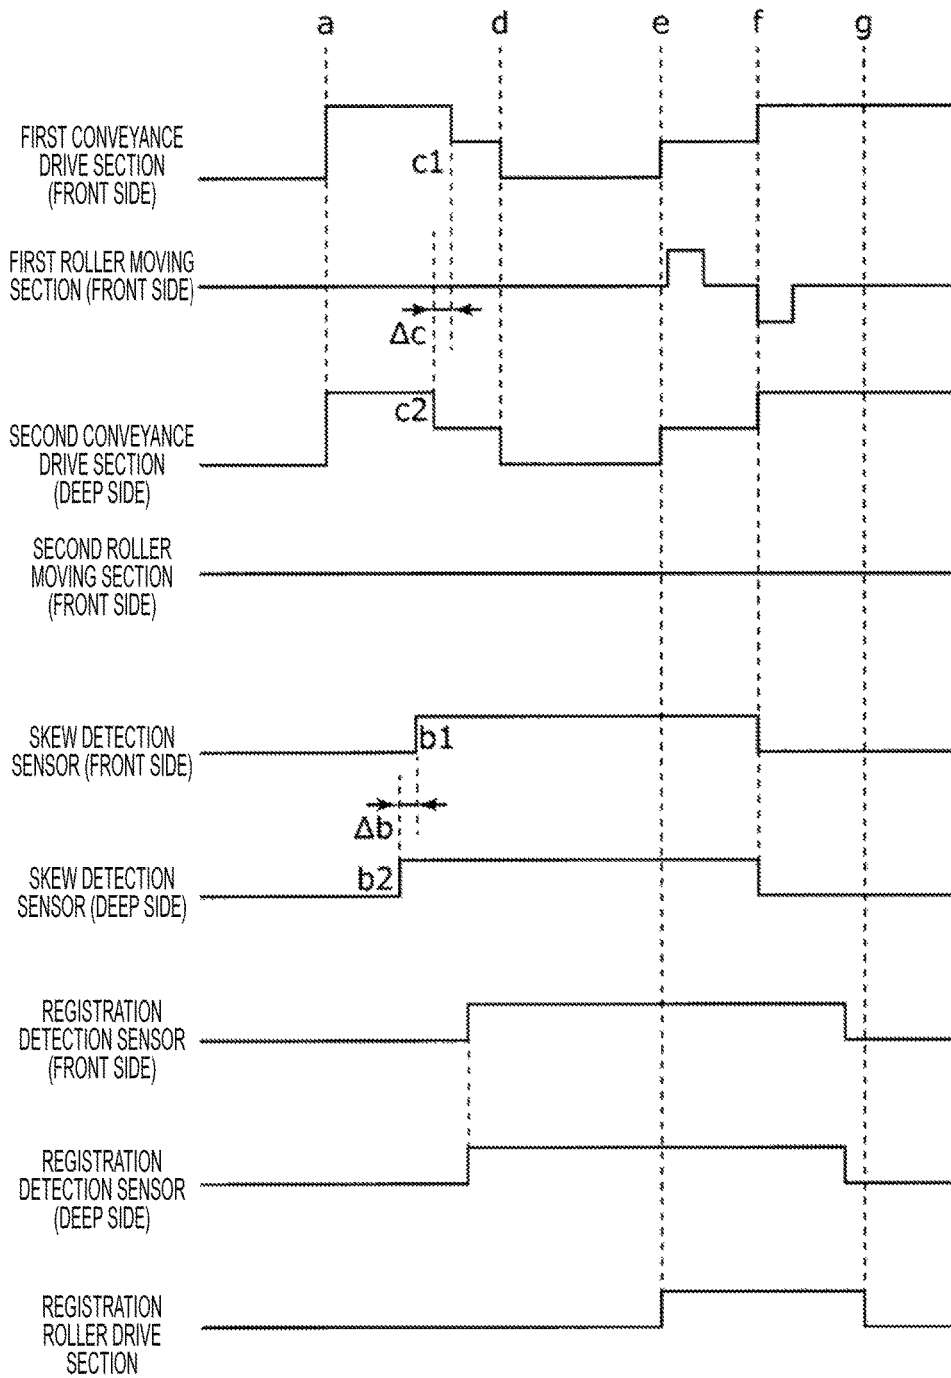 a d e f g
FIRST CONVEYANCE
DRIVE SECTION
(FRONT SIDE)
c1
FIRST ROLLER MOVING
SECTION (FRONT SIDE)
Δc
c2
SECOND CONVEYANCE
DRIVE SECTION
(DEEP SIDE)
SECOND ROLLER
MOVING SECTION
(FRONT SIDE)
SKEW DETECTION
SENSOR (FRONT SIDE)
b1
Δb
SKEW DETECTION
SENSOR (DEEP SIDE)
b2
REGISTRATION
DETECTION SENSOR
(FRONT SIDE)
REGISTRATION
DETECTION SENSOR
(DEEP SIDE)
REGISTRATION
ROLLER DRIVE
SECTION